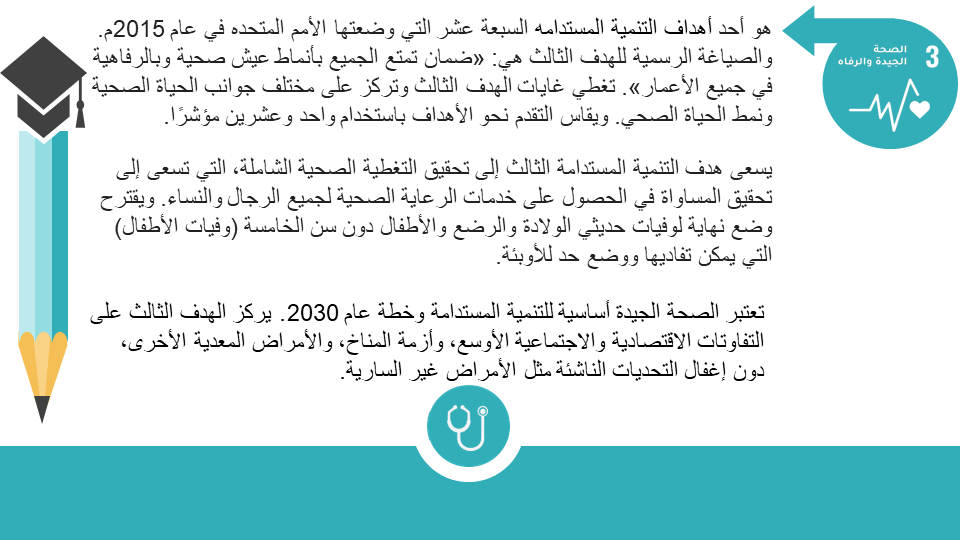 3
الصحة
الجيدة والرفاه
هو أحد أهداف التنمية المستدامه السبعة عشر التي وضعتها الأمم المتحده في عام 2015م.
والصياغة الرسمية للهدف الثالث هي: «ضمان تمتع الجميع بأنماط عيش صحية وبالرفاهية
في جميع الأعمار». تغطي غايات الهدف الثالث وتركز على مختلف جوانب الحياة الصحية
ونمط الحياة الصحي. ويقاس التقدم نحو الأهداف باستخدام واحد وعشرين مؤشرًا.
يسعى هدف التنمية المستدامة الثالث إلى تحقيق التغطية الصحية الشاملة، التي تسعى إلى
تحقيق المساواة في الحصول على خدمات الرعاية الصحية لجميع الرجال والنساء. ويقترح
وضع نهاية لوفيات حديثي الولادة والرضع والأطفال دون سن الخامسة (وفيات الأطفال)
التي يمكن تفاديها ووضع حد للأوبئة.
تعتبر الصحة الجيدة أساسية للتنمية المستدامة وخطة عام 2030. يركز الهدف الثالث على
التفاوتات الاقتصادية والاجتماعية الأوسع، وأزمة المناخ، والأمراض المعدية الأخرى،
دون إغفال التحديات الناشئة مثل الأمراض غير السارية.